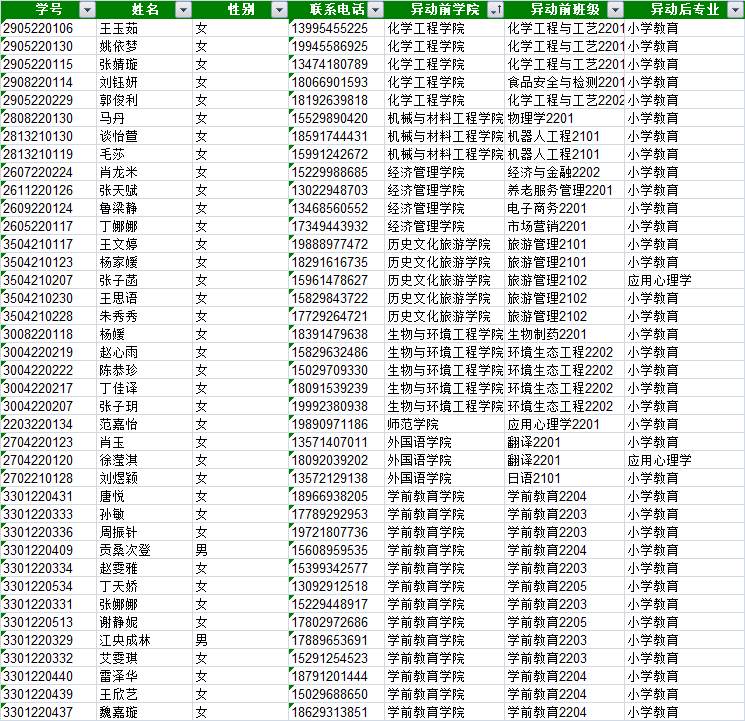 学号 姓名 性别 联系电话 异动前学院 异动前班级 异动后专业
2905220106 王玉茹 女 13995455225 化学工程学院 化学工程与工艺2201 小学教育
2905220130 姚依梦 女 19945586925 化学工程学院 化学工程与工艺2201 小学教育
2905220115 张婧璇 女 13474180789 化学工程学院 化学工程与工艺2201 小学教育
2908220114 刘钰妍 女 18066901593 化学工程学院 食品安全与检测2201 小学教育
2905220229 郭俊利 女 18192639818 化学工程学院 化学工程与工艺2202 小学教育
2808220130 马丹 女 15529890420 机械与材料工程学院 物理学2201 小学教育
2813210130 谈怡萱 女 18591744431 机械与材料工程学院 机器人工程2101 小学教育
2813210119 毛莎 女 15991242672 机械与材料工程学院 机器人工程2101 小学教育
2607220224 肖龙米 女 15229988685 经济管理学院 经济与金融2202 小学教育
2611220126 张天赋 女 13022948703 经济管理学院 养老服务管理2201 小学教育
2609220124 鲁梁静 女 13468560552 经济管理学院 电子商务2201 小学教育
2605220117 丁娜娜 女 17349443932 经济管理学院 市场营销2201 小学教育
3504210117 王文婷 女 19888977472 历史文化旅游学院 旅游管理2101 小学教育
3504210123 杨家媛 女 18291616735 历史文化旅游学院 旅游管理2101 小学教育
3504210207 张子菡 女 15961478627 历史文化旅游学院 旅游管理2102 应用心理学
3504210230 王思语 女 15829843722 历史文化旅游学院 旅游管理2102 小学教育
3504210228 朱秀秀 女 17729264721 历史文化旅游学院 旅游管理2102 小学教育
3008220118 杨媛 女 18391479638 生物与环境工程学院 生物制药2201 小学教育
3004220219 赵心雨 女 15829632486 生物与环境工程学院 环境生态工程2202 小学教育
3004220222 陈恭珍 女 15029709330 生物与环境工程学院 环境生态工程2202 小学教育
3004220217 丁佳译 女 18091539239 生物与环境工程学院 环境生态工程2202 小学教育
3004220207 张子玥 女 19992380938 生物与环境工程学院 环境生态工程2202 小学教育
2203220134 范嘉怡 女 19890971186 师范学院 应用心理学2201 小学教育
2704220123 肖玉 女 13571407011 外国语学院 翻译2201 小学教育
2704220120 徐滢淇 女 18092039202 外国语学院 翻译2201 应用心理学
2702210128 刘煜颖 女 13572129138 外国语学院 日语2101 小学教育
3301220431 唐悦 女 18966938205 学前教育学院 学前教育2204 小学教育
3301220333 孙敏 女 17789292953 学前教育学院 学前教育2203 小学教育
3301220336 周振针 女 19721807736 学前教育学院 学前教育2203 小学教育
3301220409 贡桑次登 男 15608959535 学前教育学院 学前教育2204 小学教育
3301220334 赵雯雅 女 15399342577 学前教育学院 学前教育2203 小学教育
3301220534 丁天娇 女 13092912518 学前教育学院 学前教育2205 小学教育
3301220331 张娜娜 女 15229448917 学前教育学院 学前教育2203 小学教育
3301220513 谢静妮 女 17802972686 学前教育学院 学前教育2205 小学教育
3301220329 江央成林 男 17889653691 学前教育学院 学前教育2203 小学教育
3301220332 艾雯琪 女 15291254523 学前教育学院 学前教育2203 小学教育
3301220440 雷泽华 女 18791201444 学前教育学院 学前教育2204 小学教育
3301220439 王欣艺 女 15029688650 学前教育学院 学前教育2204 小学教育
3301220437 魏嘉璇 女 18629313851 学前教育学院 学前教育2204 小学教育